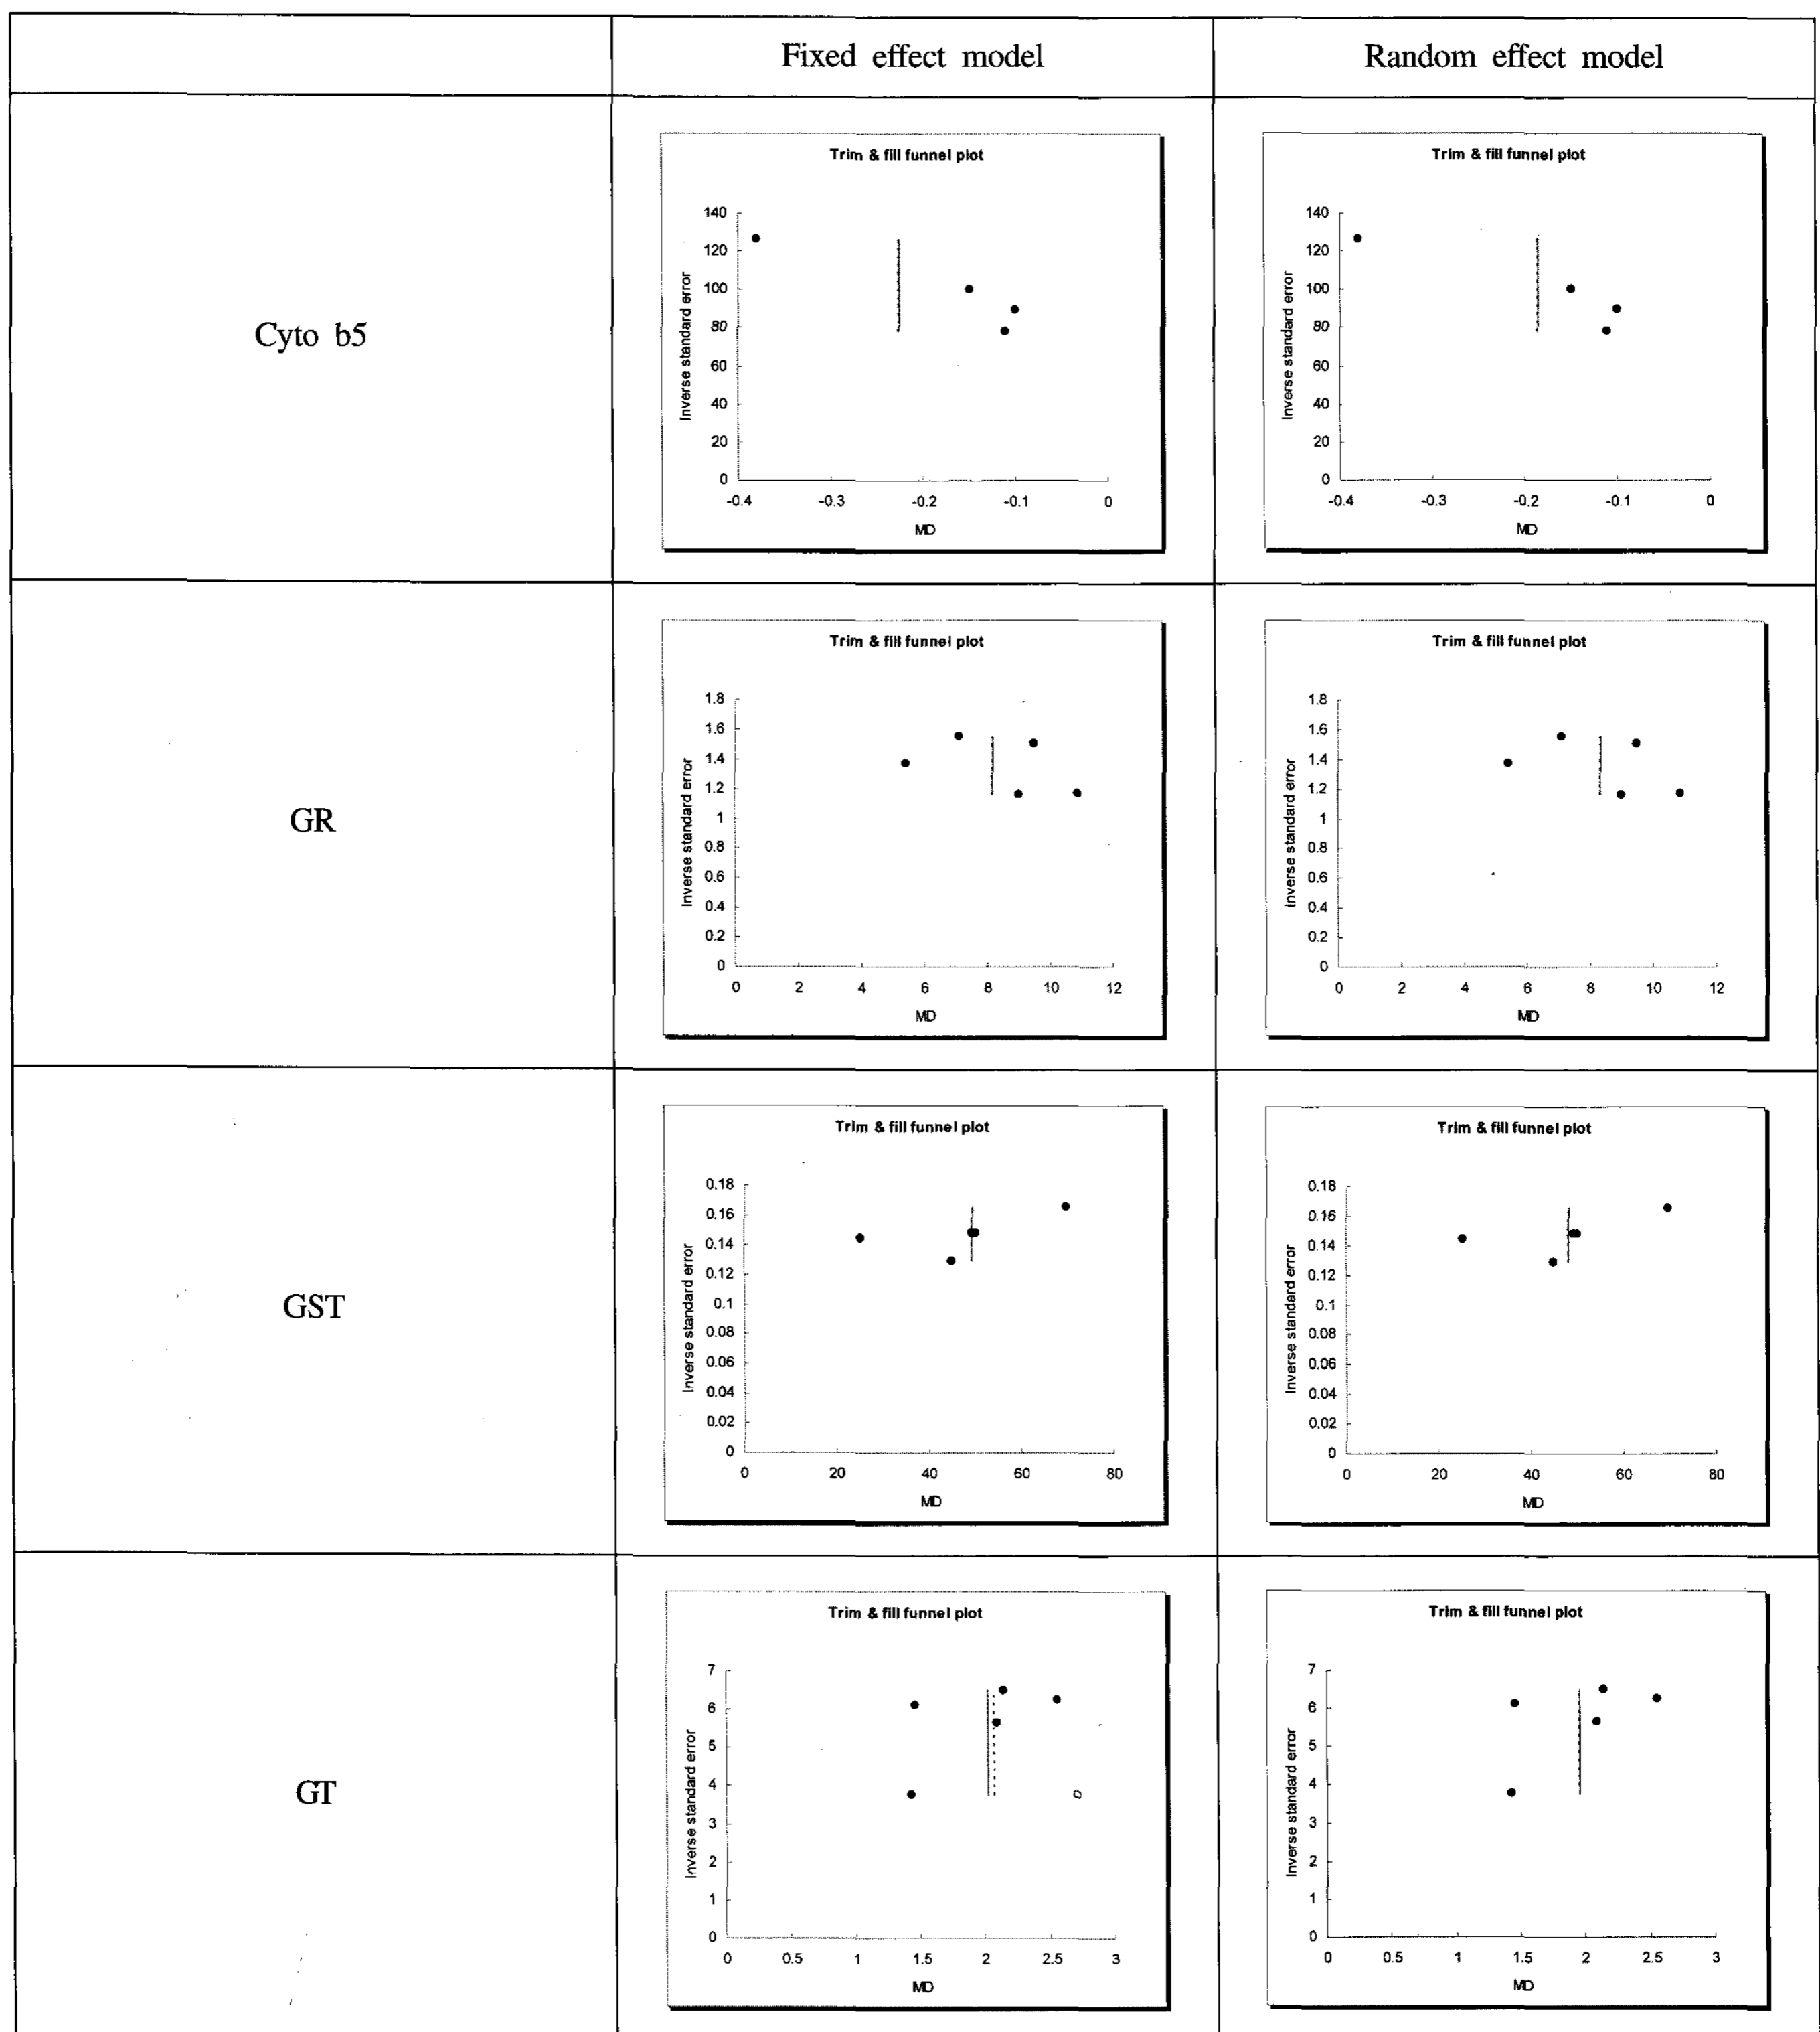 Fixed effect model
Random effect model
Cyto b5
Trim & fill funnel plot
Inverse standard error
140
120
100
80
60
40
20
0
-0.4 -0.3 -0.2 -0.1 0
MD
Trim & fill funnel plot
Inverse standard error
140
120
100
80
60
40
20
0
-0.4 -0.3 -0.2 -0.1 0
MD
GR
Trim & fill funnel plot
Inverse standard error
1.8
1.6
1.4
1.2
1
0.8
0.6
0.4
0.2
0
0 2 4 6 8 10 12
MD
Trim & fill funnel plot
Inverse standard error
1.8
1.6
1.4
1.2
1
0.8
0.6
0.4
0.2
0
0 2 4 6 8 10 12
MD
GST
Trim & fill funnel plot
Inverse standard error
0.18
0.16
0.14
0.12
0.1
0.08
0.06
0.04
0.02
0
0 20 40 60 80
MD
Trim & fill funnel plot
Inverse standard error
0.18
0.16
0.14
0.12
0.1
0.08
0.06
0.04
0.02
0
0 20 40 60 80
MD
GT
Trim & fill funnel plot
Inverse standard error
7
6
5
4
3
2
1
0
0 0.5 1 1.5 2 2.5 3
MD
Trim & fill funnel plot
Inverse standard error
7
6
5
4
3
2
1
0
0 0.5 1 1.5 2 2.5 3
MD